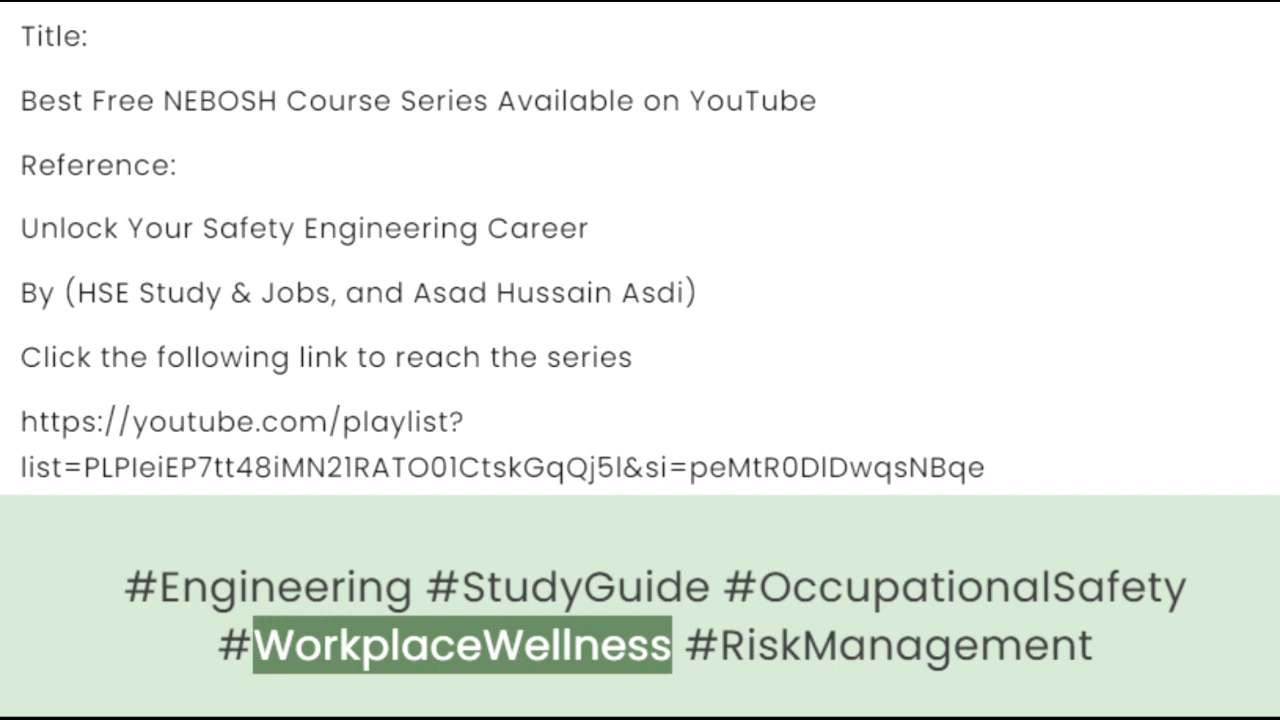 Title:
Best Free NEBOSH Course Series Available on YouTube
Reference:
Unlock Your Safety Engineering Career
By (HSE Study & Jobs, and Asad Hussain Asdi)
Click the following link to reach the series
https://youtube.com/playlist?
list=PLPIeiEP7tt48iMN21RATO01CtskGqQj5l&si=peMtR0DlDwqsNBqe
#Engineering #StudyGuide #OccupationalSafety
#WorkplaceWellness #RiskManagement